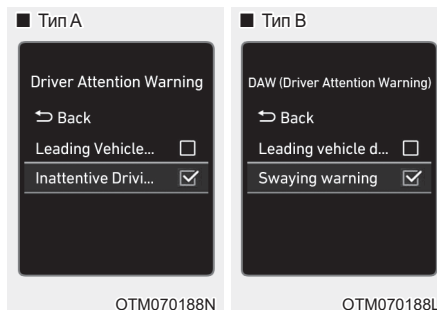 ■ Тип A
Driver Attention Warning
Back
Leading Vehicle...
Inattentive Drivi...
OTM070188N
■ Тип B
DAW (Driver Attention Warning)
Back
Leading vehicle d...
Swaying warning
OTM070188L